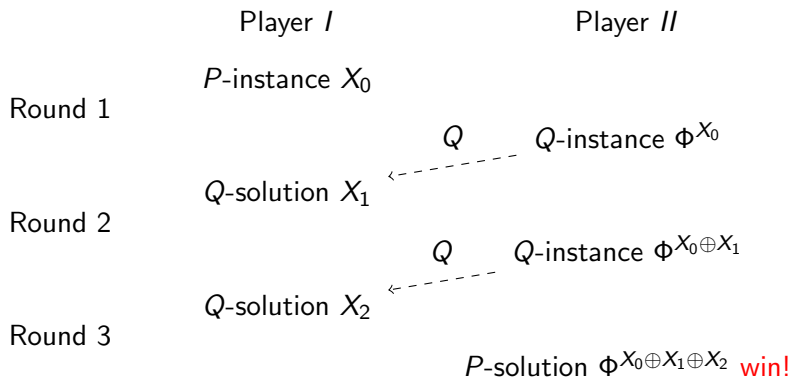 Player I Player II
P-instance X₀
Round 1
Q Q-instance Φ^{X₀}
Q-solution X₁
Round 2
Q Q-instance Φ^{X₀⊕X₁}
Q-solution X₂
Round 3
P-solution Φ^{X₀⊕X₁⊕X₂} win!